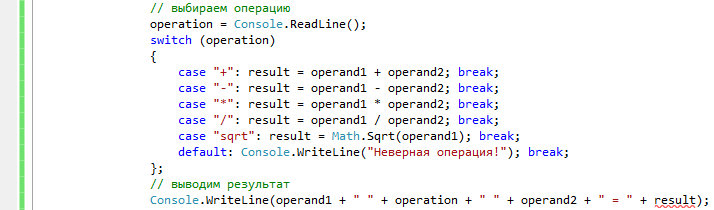 // выбираем операцию
operation = Console.ReadLine();
switch (operation)
{
case "+": result = operand1 + operand2; break;
case "-": result = operand1 - operand2; break;
case "*": result = operand1 * operand2; break;
case "/": result = operand1 / operand2; break;
case "sqrt": result = Math.Sqrt(operand1); break;
default: Console.WriteLine("Неверная операция!"); break;
};
// выводим результат
Console.WriteLine(operand1 + " " + operation + " " + operand2 + " = " + result);